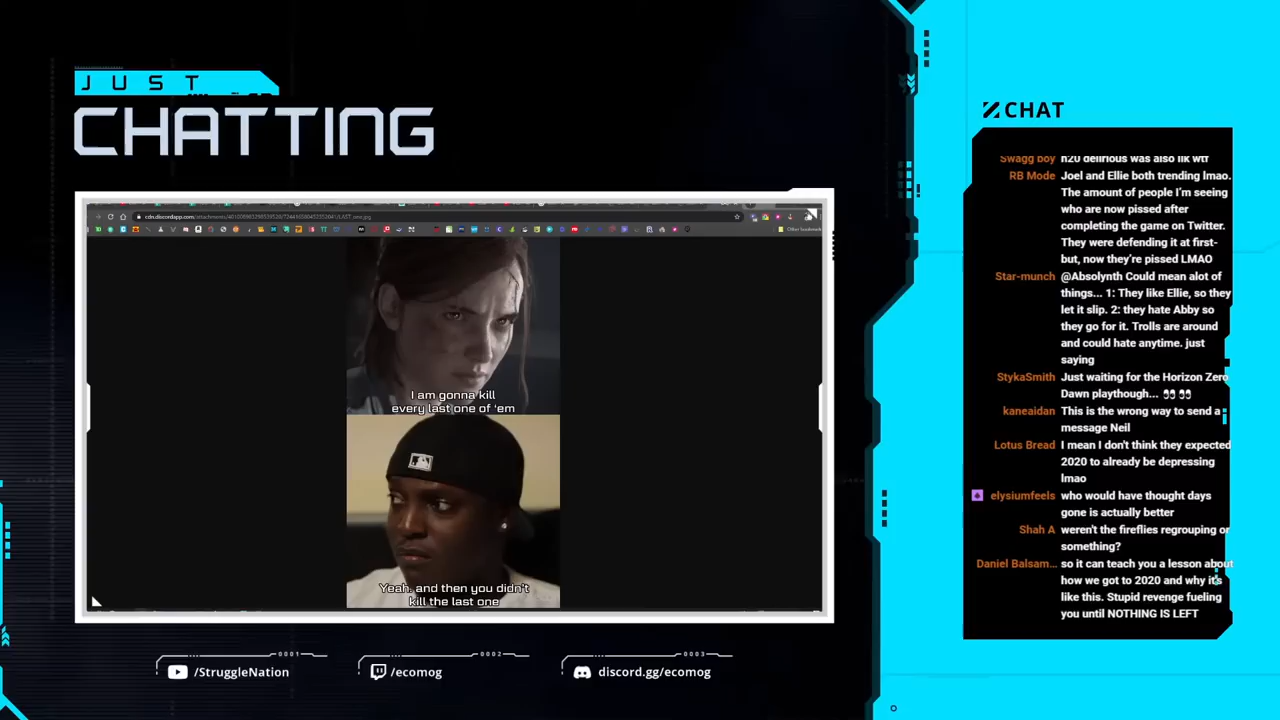 JUST
CHATTING
CHAT
Other bookmark
I am gonna kill
every last one of 'em
Yeah, and then you didn't
kill the last one
Swagg boy h20 delirious was also lik wtf
RB Mode Joel and Ellie both trending lmao.
The amount of people I'm seeing
who are now pissed after
completing the game on Twitter.
They were defending it at first-
but, now they're pissed LMAO
Star-munch @Absolynth Could mean alot of
things... 1: They like Ellie, so they
let it slip. 2: they hate Abby so
they go for it. Trolls are around
and could hate anytime. just
saying
StykaSmith Just waiting for the Horizon Zero
Dawn playthough... 👀 👀
kaneaidan This is the wrong way to send a
message Neil
Lotus Bread I mean I don't think they expected
2020 to already be depressing
lmao
elysiumfeels who would have thought days
gone is actually better
Shah A weren't the fireflies regrouping or
something?
Daniel Balsam... so it can teach you a lesson about
how we got to 2020 and why it's
like this. Stupid revenge fueling
you until NOTHING IS LEFT
0001
/StruggleNation
0002
/ecomog
0003
discord.gg/ecomog